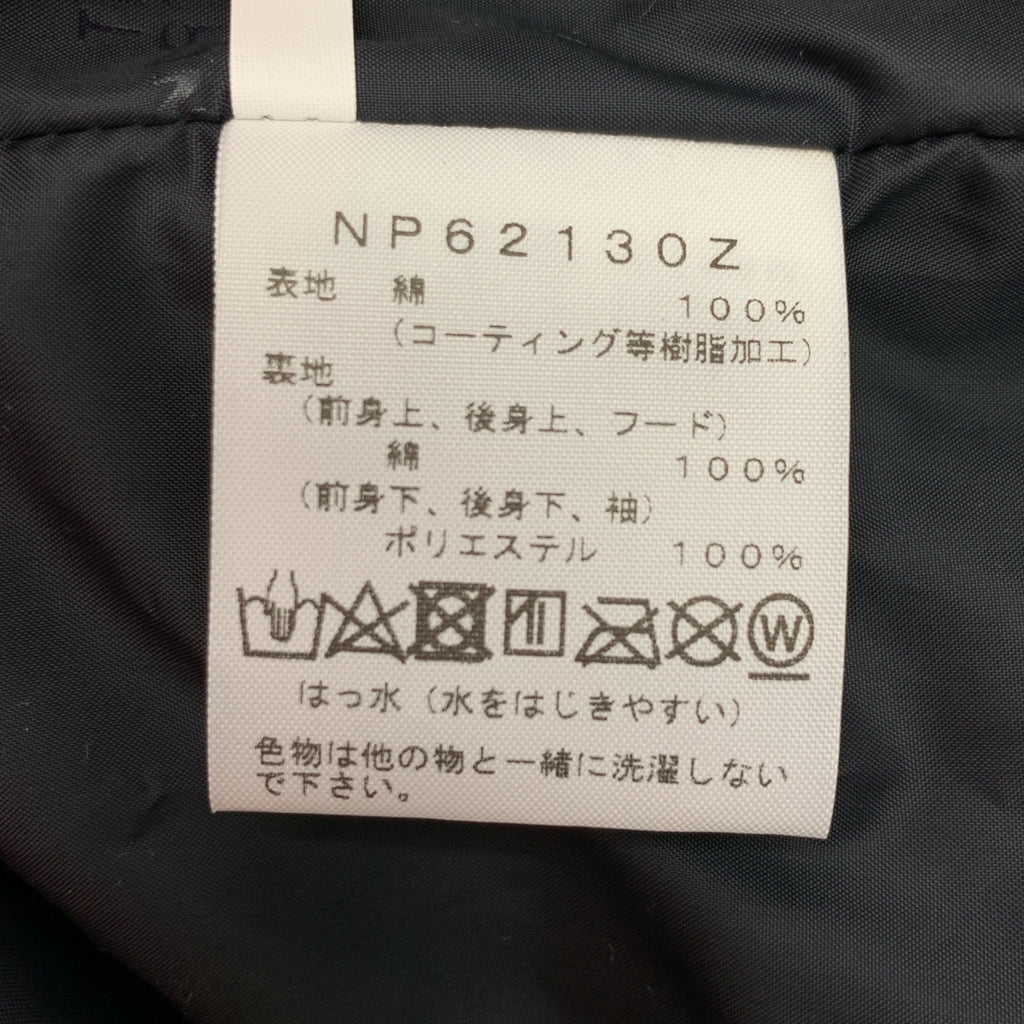 NP62130Z
表地 綿 100%
(コーティング等樹脂加工)
裏地
(前身上、後身上、フード)
綿 100%
(前身下、後身下、袖)
ポリエステル 100%
W
はっ水(水をはじきやすい)
色物は他の物と一緒に洗濯しない
で下さい。